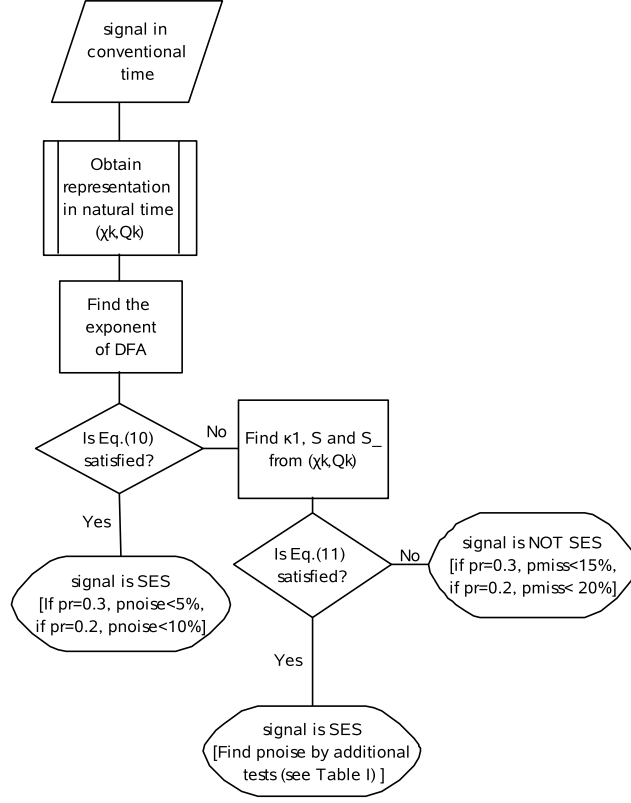 signal in
conventional
time
Obtain
representation
in natural time
(χk,Qk)
Find the
exponent
of DFA
Is Eq.(10)
satisfied?
No
Find κ1, S and S_
from (χk,Qk)
Yes
signal is SES
[If pr=0.3, pnoise<5%,
if pr=0.2, pnoise<10%]
Is Eq.(11)
satisfied?
No
signal is NOT SES
[if pr=0.3, pmiss<15%,
if pr=0.2, pmiss< 20%]
Yes
signal is SES
[Find pnoise by additional
tests (see Table I) ]